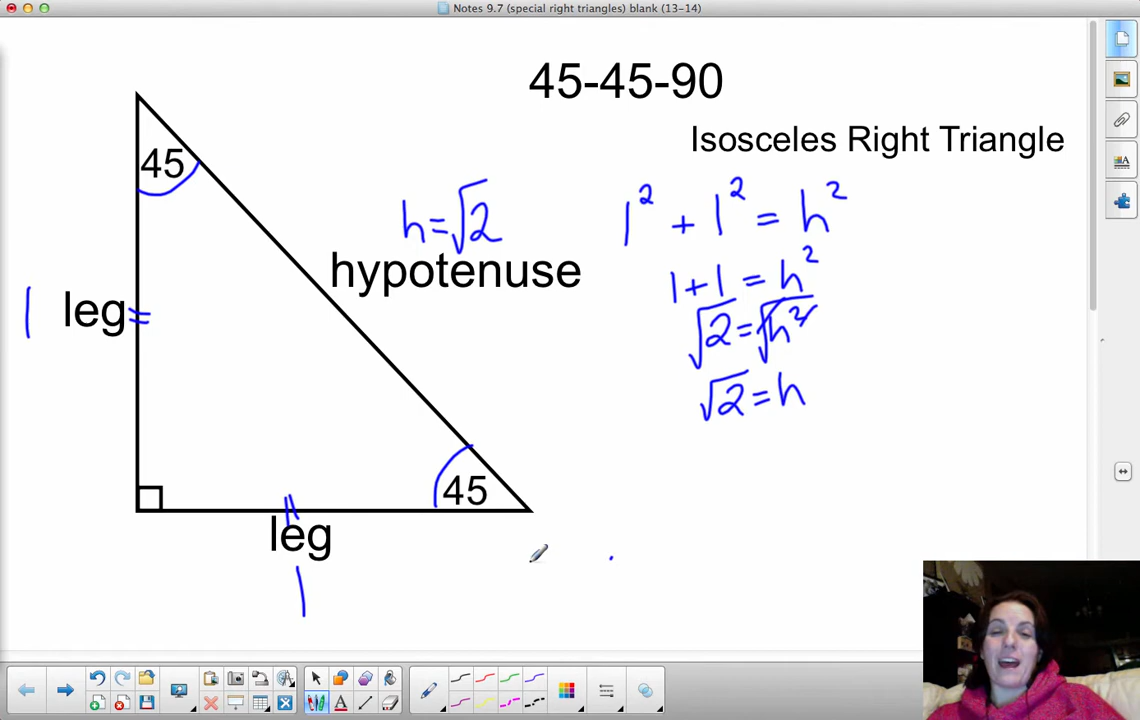 Notes 9.7 (special right triangles) blank (13-14)
45-45-90
Isosceles Right Triangle
45
h=√2
hypotenuse
1² + 1² = h²
1+1 = h²
√2 = √h²
√2 = h
1 leg
45
leg
1
A